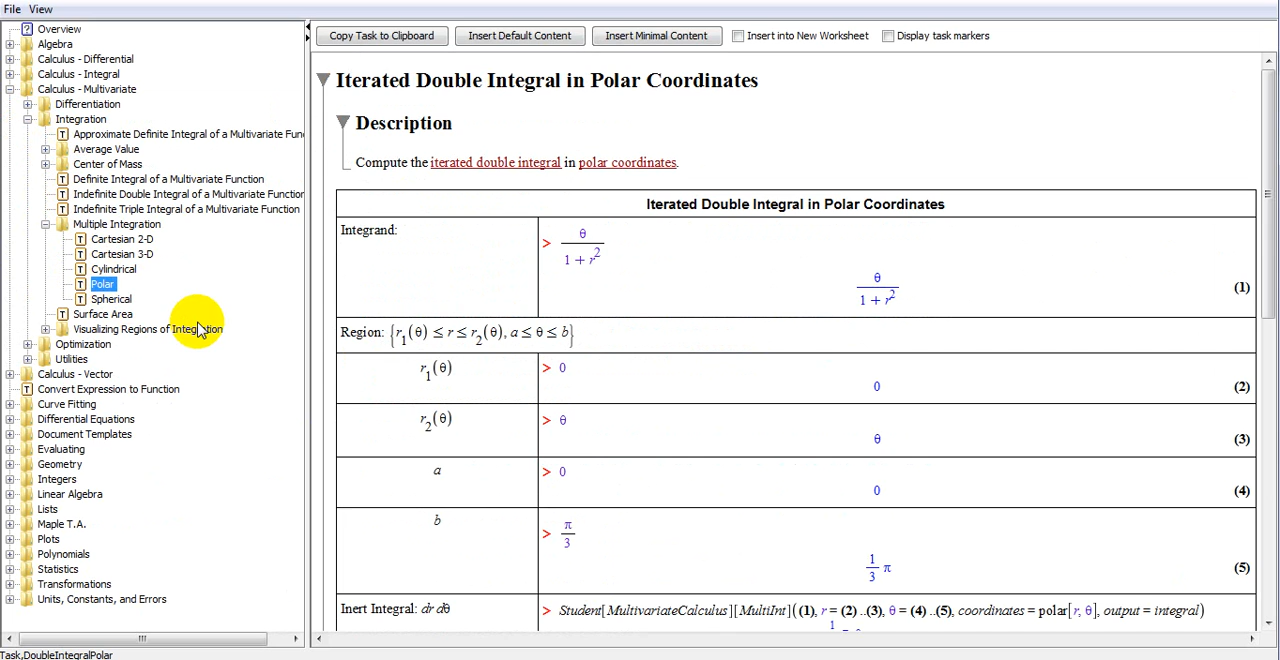 File View
Overview
Algebra
Calculus - Differential
Calculus - Integral
Calculus - Multivariate
Differentiation
Integration
Approximate Definite Integral of a Multivariate Fun
Average Value
Center of Mass
Definite Integral of a Multivariate Function
Indefinite Double Integral of a Multivariate Function
Indefinite Triple Integral of a Multivariate Function
Multiple Integration
Cartesian 2-D
Cartesian 3-D
Cylindrical
Polar
Spherical
Surface Area
Visualizing Regions of Integration
Optimization
Utilities
Calculus - Vector
Convert Expression to Function
Curve Fitting
Differential Equations
Document Templates
Evaluating
Geometry
Integers
Linear Algebra
Lists
Maple T.A.
Plots
Polynomials
Statistics
Transformations
Units, Constants, and Errors
Task,DoubleIntegralPolar
Copy Task to Clipboard Insert Default Content Insert Minimal Content Insert into New Worksheet Display task markers
Iterated Double Integral in Polar Coordinates
Description
Compute the iterated double integral in polar coordinates.
Iterated Double Integral in Polar Coordinates
Integrand: > θ/(1 + r²)
θ/(1 + r²) (1)
Region: {r₁(θ) ≤ r ≤ r₂(θ), a ≤ θ ≤ b}
r₁(θ) > 0
0 (2)
r₂(θ) > θ
θ (3)
a > 0
0 (4)
b > π/3
1/3 π (5)
Inert Integral: dr dθ > Student[MultivariateCalculus][MultiInt]((1), r = (2) ..(3), θ = (4) ..(5), coordinates = polar[r, θ], output = integral)